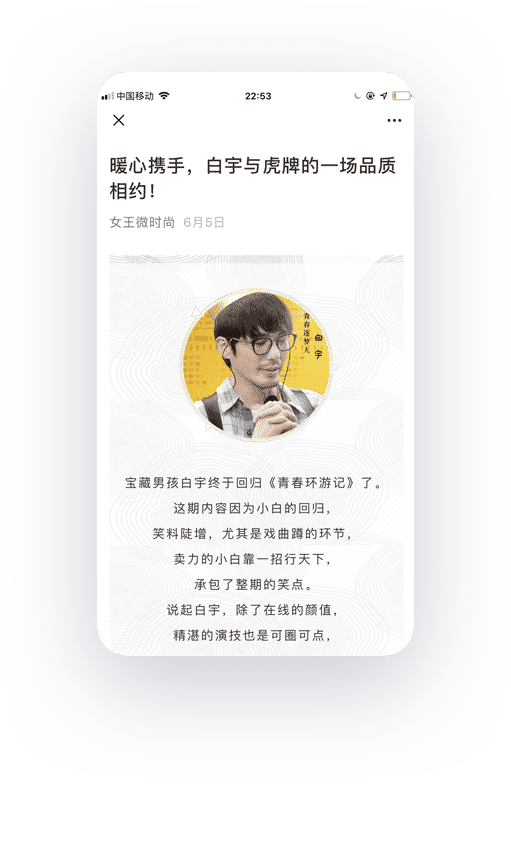 中国移动
22:53
暖心携手，白宇与虎牌的一场品质
相约！
女王微时尚 6月5日
青春逐梦人
白宇
宝藏男孩白宇终于回归《青春环游记》了。
这期内容因为小白的回归，
笑料陡增，尤其是戏曲蹲的环节，
卖力的小白靠一招行天下，
承包了整期的笑点。
说起白宇，除了在线的颜值，
精湛的演技也是可圈可点，